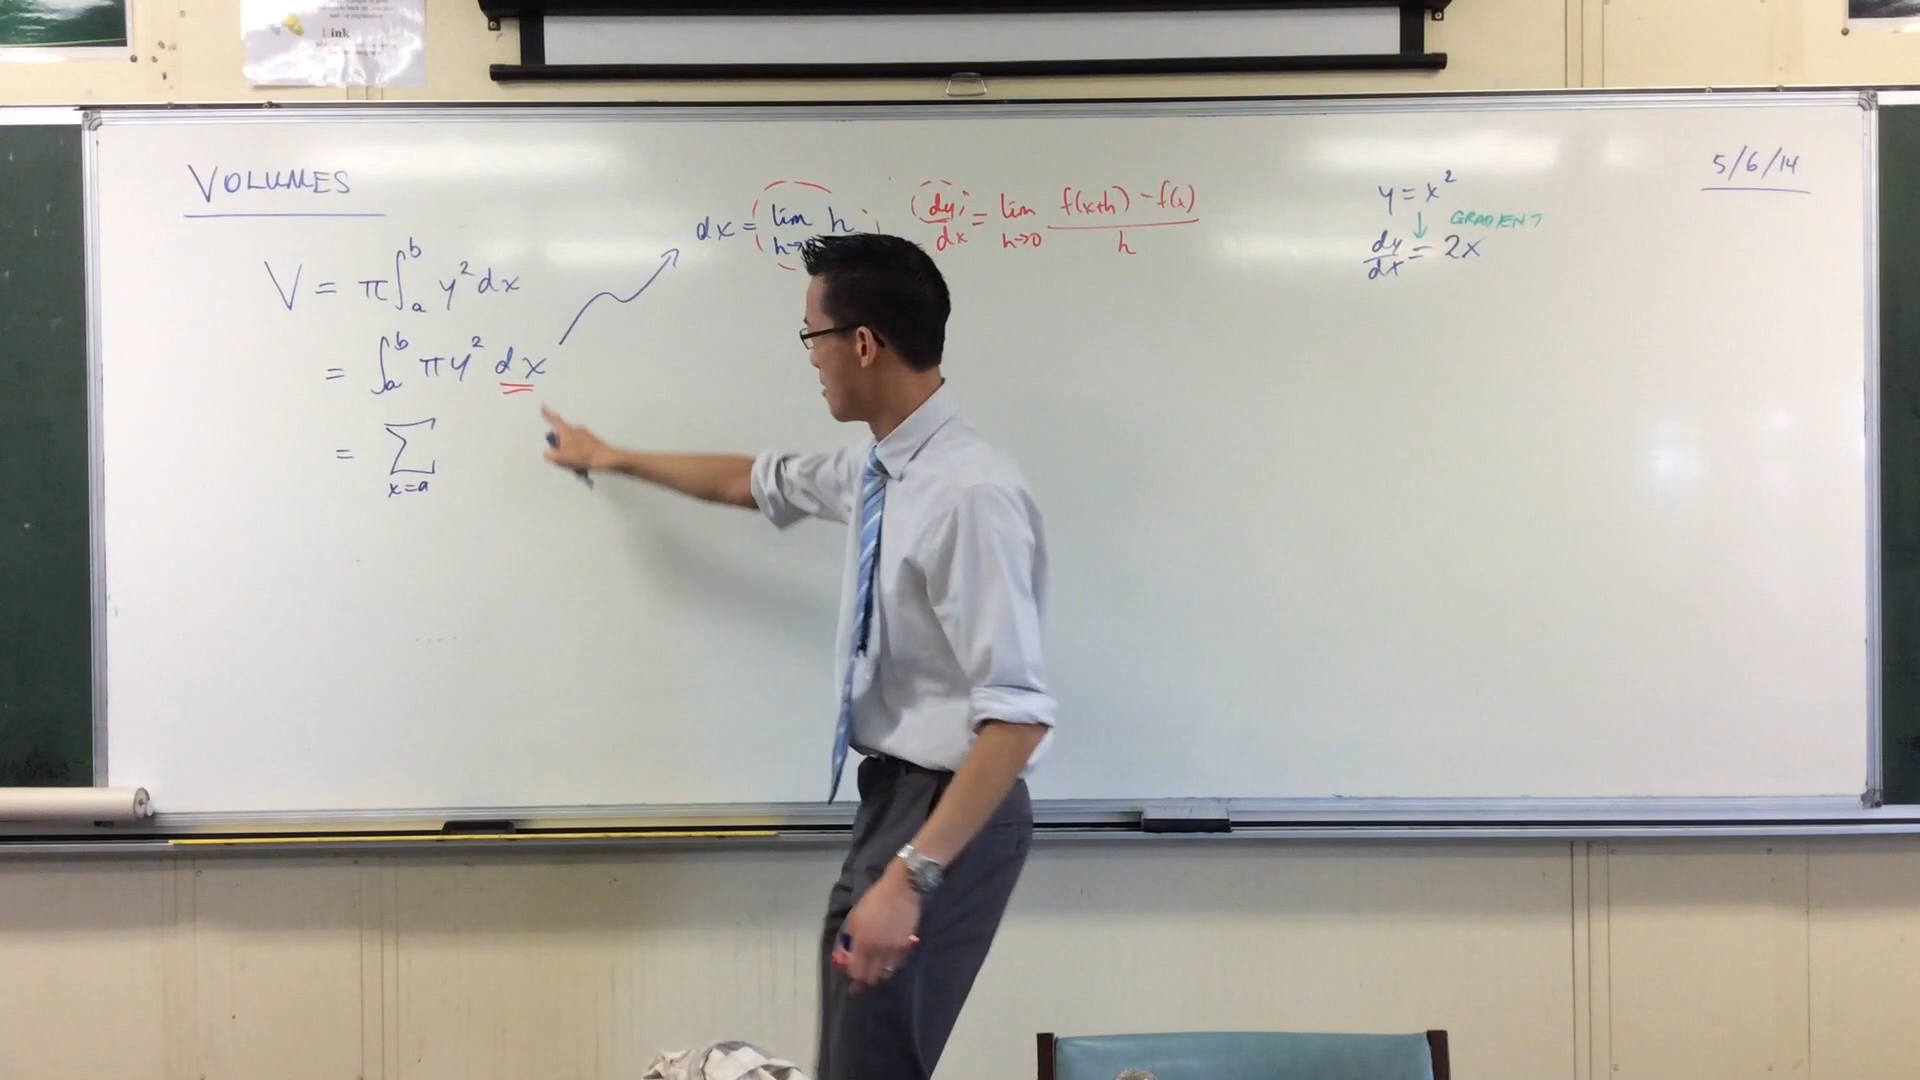 Link
VOLUMES
5/6/14
V = π∫ₐᵇ y² dx
= ∫ₐᵇ πy² dx
= Σ x=a
dx = lim h→ h ; dy/dx = lim h→0 (f(x+h) - f(x))/h
y = x²
↓ GRADIENT
dy/dx = 2x